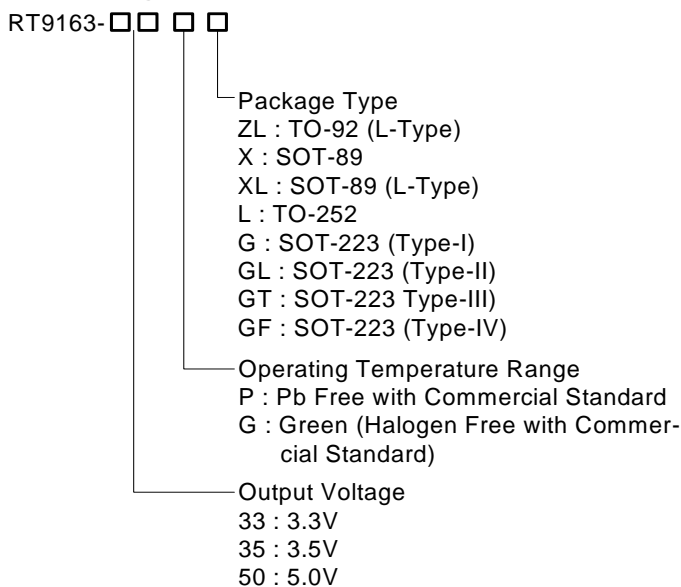 RT9163-
Package Type
ZL : TO-92 (L-Type)
X : SOT-89
XL : SOT-89 (L-Type)
L : TO-252
G : SOT-223 (Type-I)
GL : SOT-223 (Type-II)
GT : SOT-223 Type-III)
GF : SOT-223 (Type-IV)
Operating Temperature Range
P : Pb Free with Commercial Standard
G : Green (Halogen Free with Commer-
cial Standard)
Output Voltage
33 : 3.3V
35 : 3.5V
50 : 5.0V